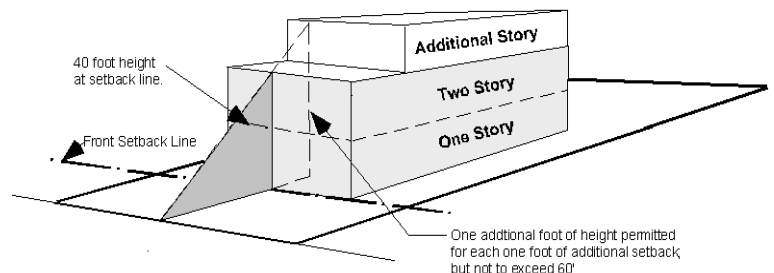 Additional Story
40 foot height
at setback line.
Two Story
One Story
Front Setback Line
One addtional foot of height permitted
for each one foot of additional setback,
but not to exceed 60'